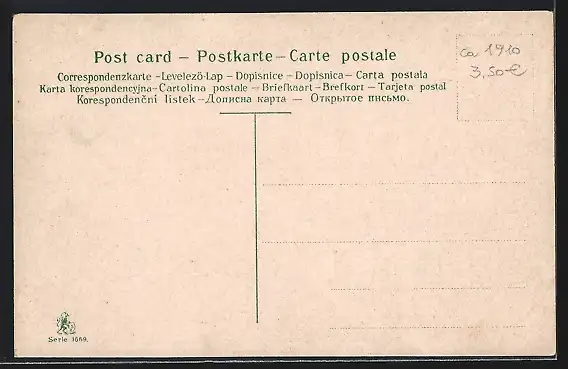 Post card – Postkarte – Carte postale
ca 1910
3,50 €
Correspondenzkarte – Levelezö-Lap – Dopisnice – Dopisnica – Carta postala
Karta korespondencyjna – Cartolina postale – Briefkaart – Brefkort – Tarjeta postal
Korespondenční listek – Дописна карта — Открытое письмо.
Serie 1669.